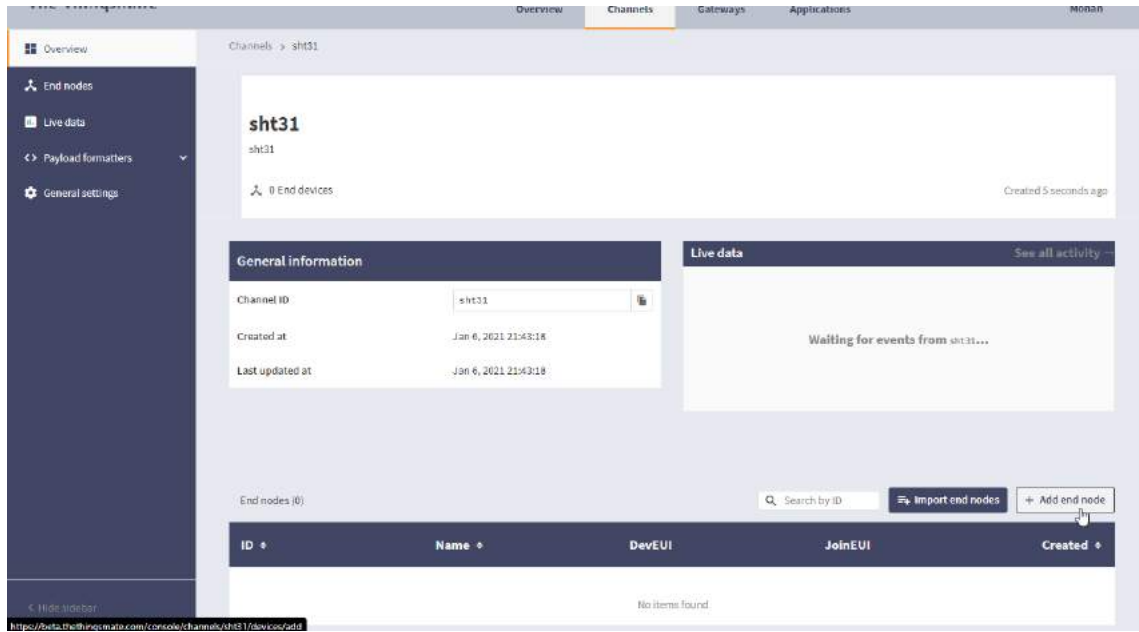 The ThingsMate
Overview Channels Gateways Applications Mohan
Overview
Channels > sht31
End nodes
Live data
Payload formatters
General settings
sht31
sht31
0 End devices
Created 5 seconds ago
General information
Channel ID sht31
Created at Jan 6, 2021 21:43:18
Last updated at Jan 6, 2021 21:43:18
Live data See all activity
Waiting for events from sht31...
End nodes (0) Search by ID Import end nodes + Add end node
ID Name DevEUI JoinEUI Created
No items found
< Hide sidebar
https://beta.thethingsmate.com/console/channels/sht31/devices/add